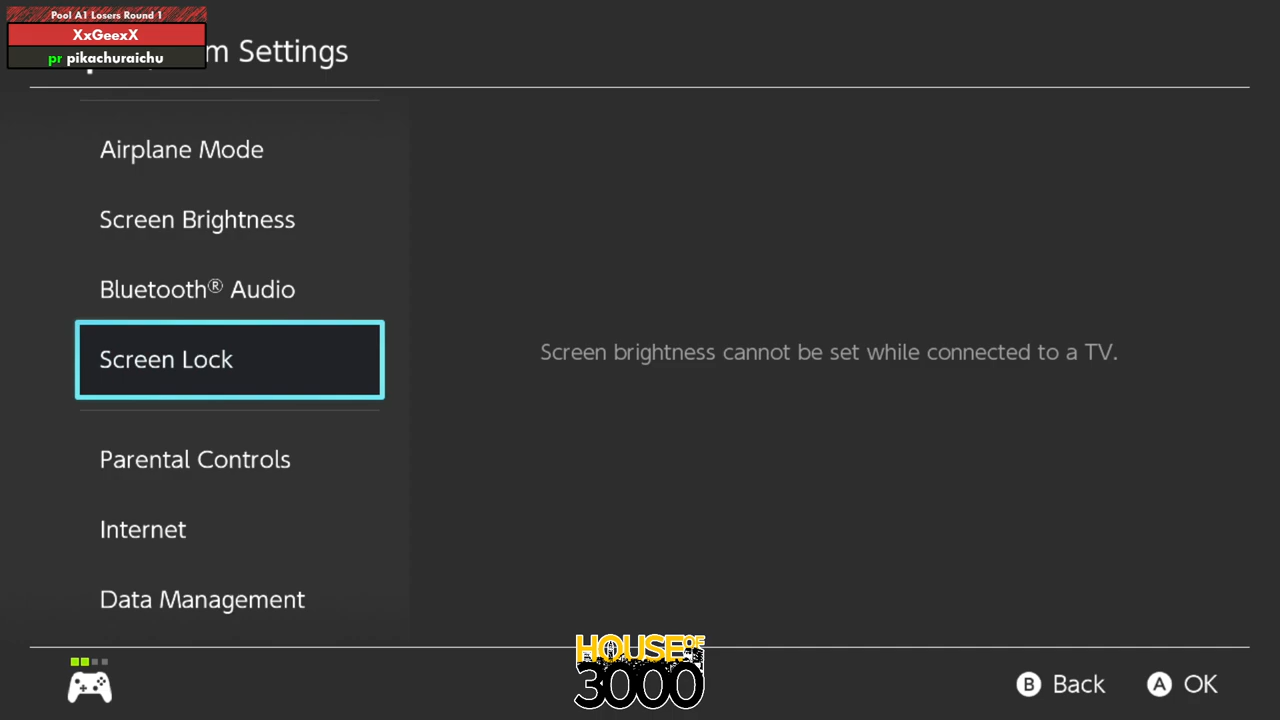 Pool A1 Losers Round 1
XxGeexX
pr pikachuraichu
m Settings
Airplane Mode
Screen Brightness
Bluetooth® Audio
Screen Lock
Screen brightness cannot be set while connected to a TV.
Parental Controls
Internet
Data Management
HOUSE OF
3000
B Back
A OK